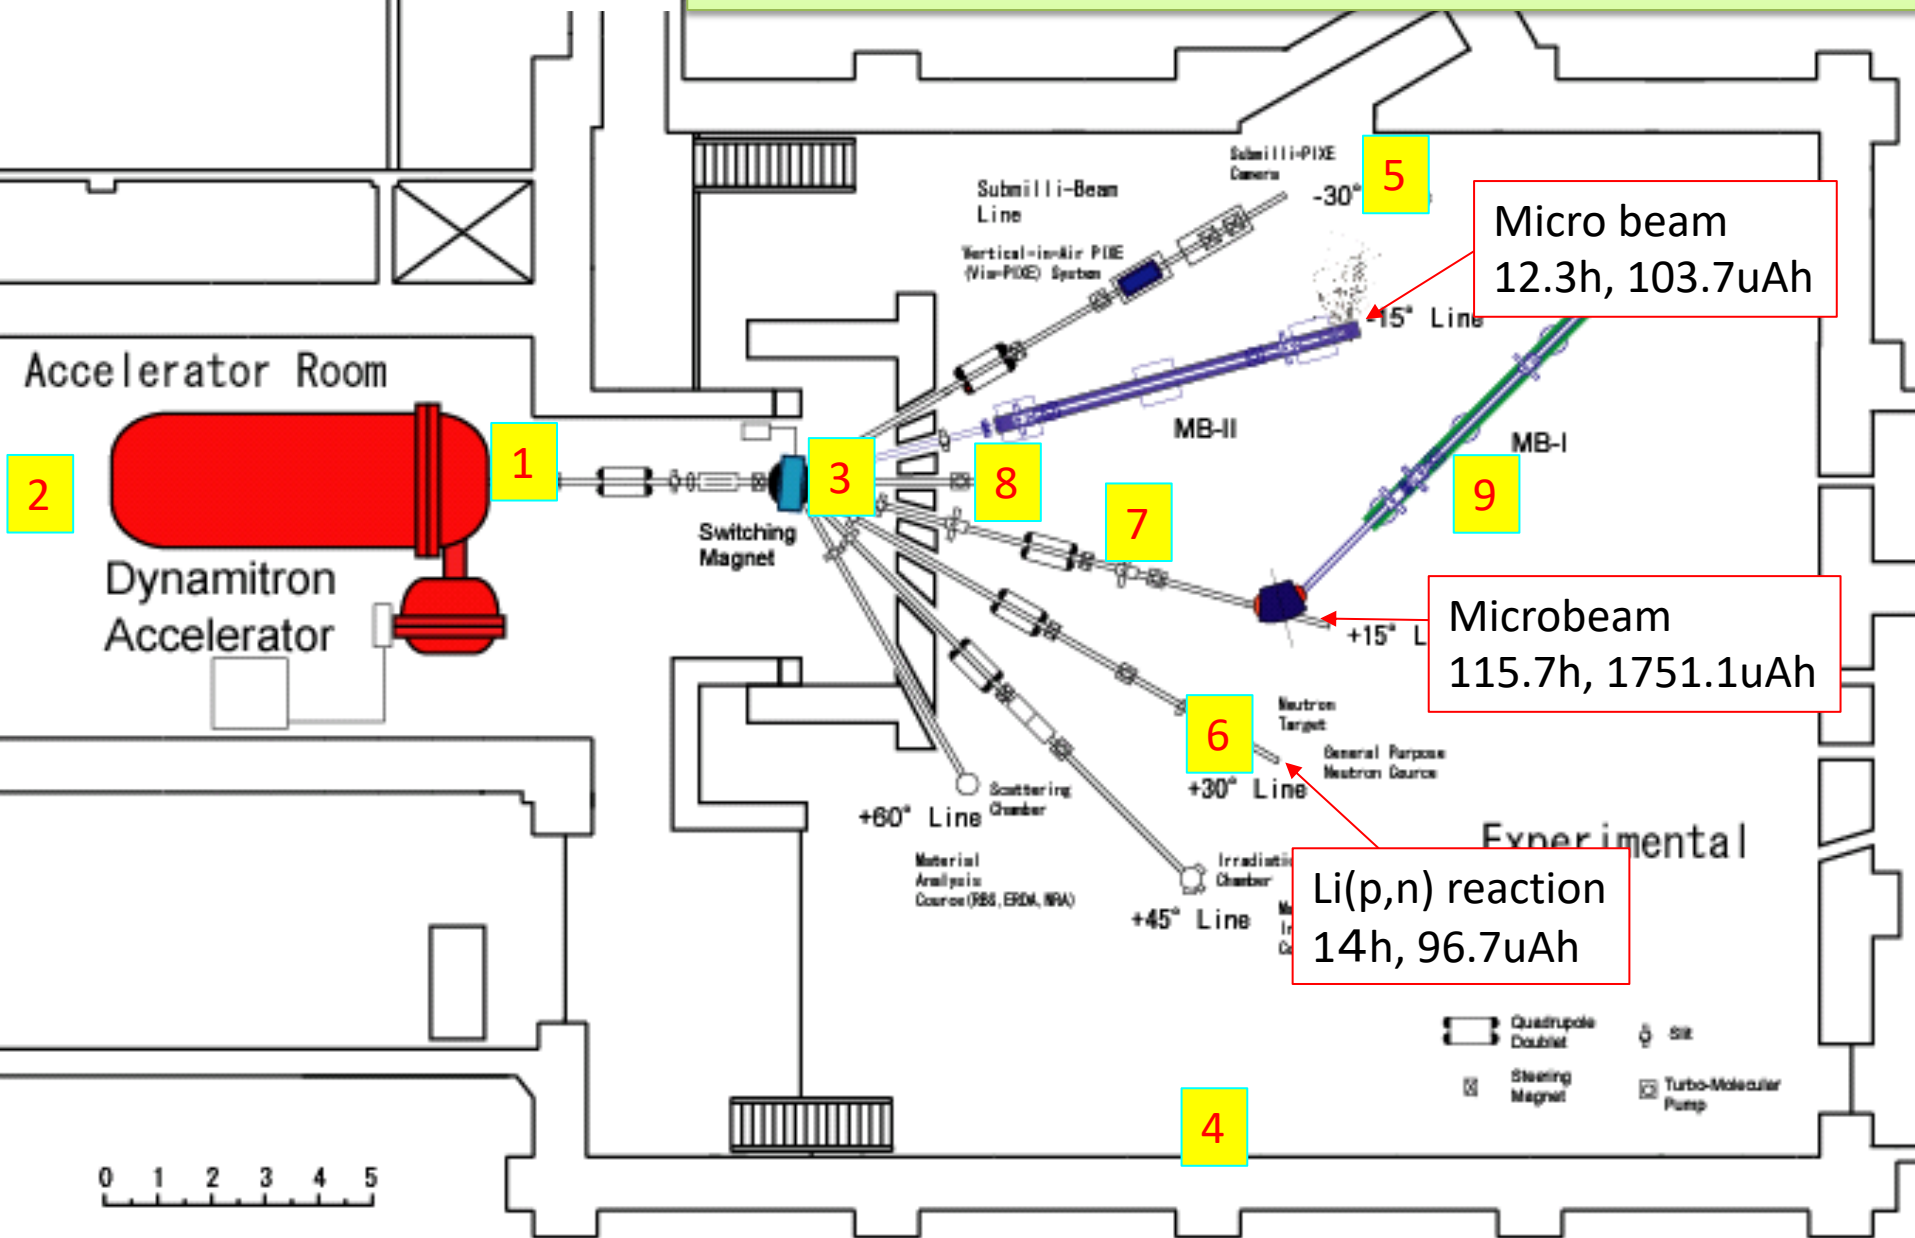 Submilli-PIXE
Camera
5
-30°
Submilli-Beam
Line
Vertical-in-Air PIXE
(Via-PIXE) System
Micro beam
12.3h, 103.7uAh
-15° Line
Accelerator Room
MB-II
MB-I
1
2
3
8
9
7
Switching
Magnet
Dynamitron
Accelerator
Microbeam
115.7h, 1751.1uAh
+15° L
6
Neutron
Target
General Purpose
Neutron Cource
+30° Line
Scattering
Chamber
+60° Line
Experimental
Material
Analysis
Cource(RBS, ERDA, NRA)
Irradiati
Chamber
+45° Line
Li(p,n) reaction
14h, 96.7uAh
Quadrupole
Doublet
Slit
Steering
Magnet
Turbo-Molecular
Pump
4
0 1 2 3 4 5